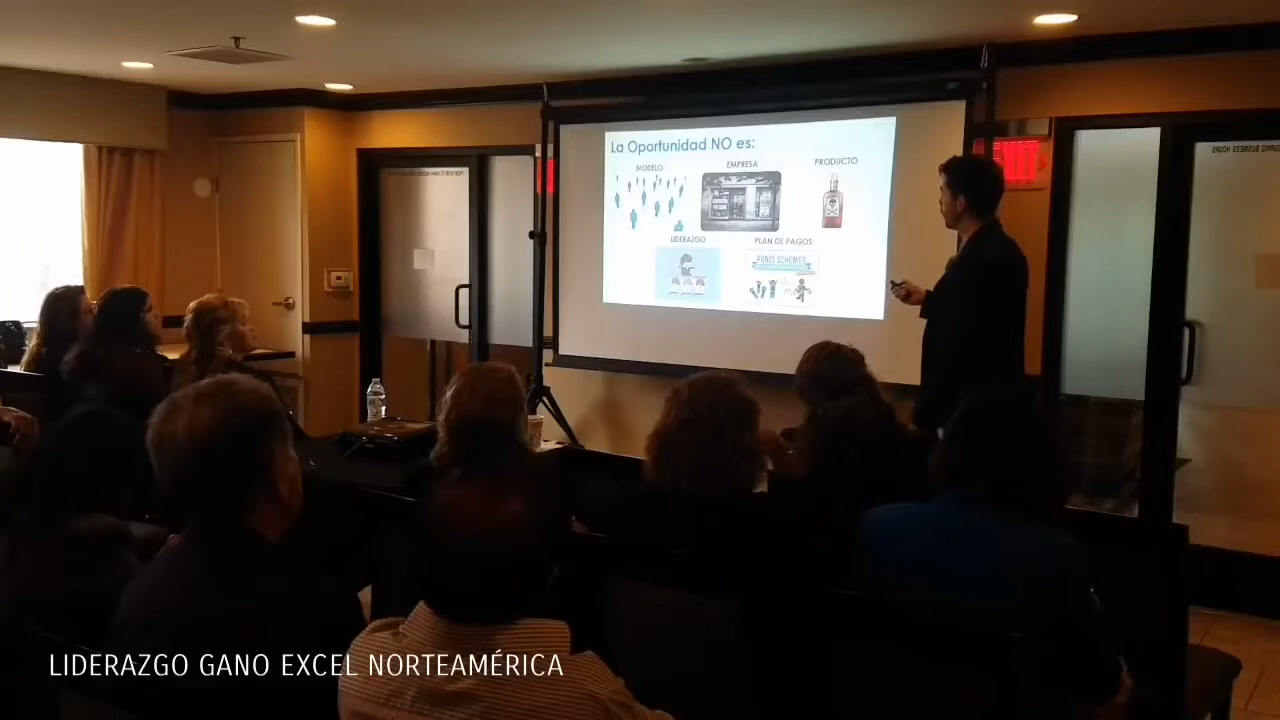 La Oportunidad NO es:
MODELO
EMPRESA
PRODUCTO
LIDERAZGO
PLAN DE PAGOS
PONZI SCHEMES
LIDERAZGO GANO EXCEL NORTEAMÉRICA